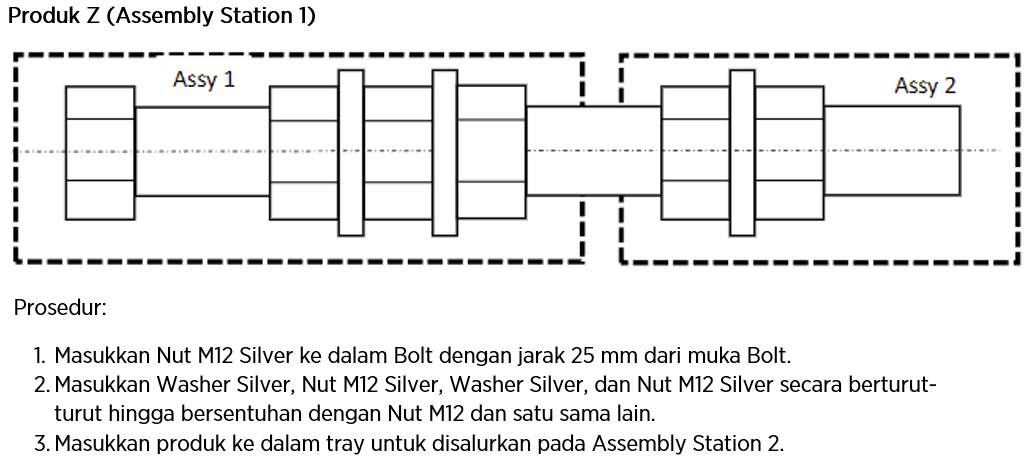 Produk Z (Assembly Station 1)
Assy 1
Assy 2
Prosedur:
1. Masukkan Nut M12 Silver ke dalam Bolt dengan jarak 25 mm dari muka Bolt.
2. Masukkan Washer Silver, Nut M12 Silver, Washer Silver, dan Nut M12 Silver secara berturut-
turut hingga bersentuhan dengan Nut M12 dan satu sama lain.
3. Masukkan produk ke dalam tray untuk disalurkan pada Assembly Station 2.